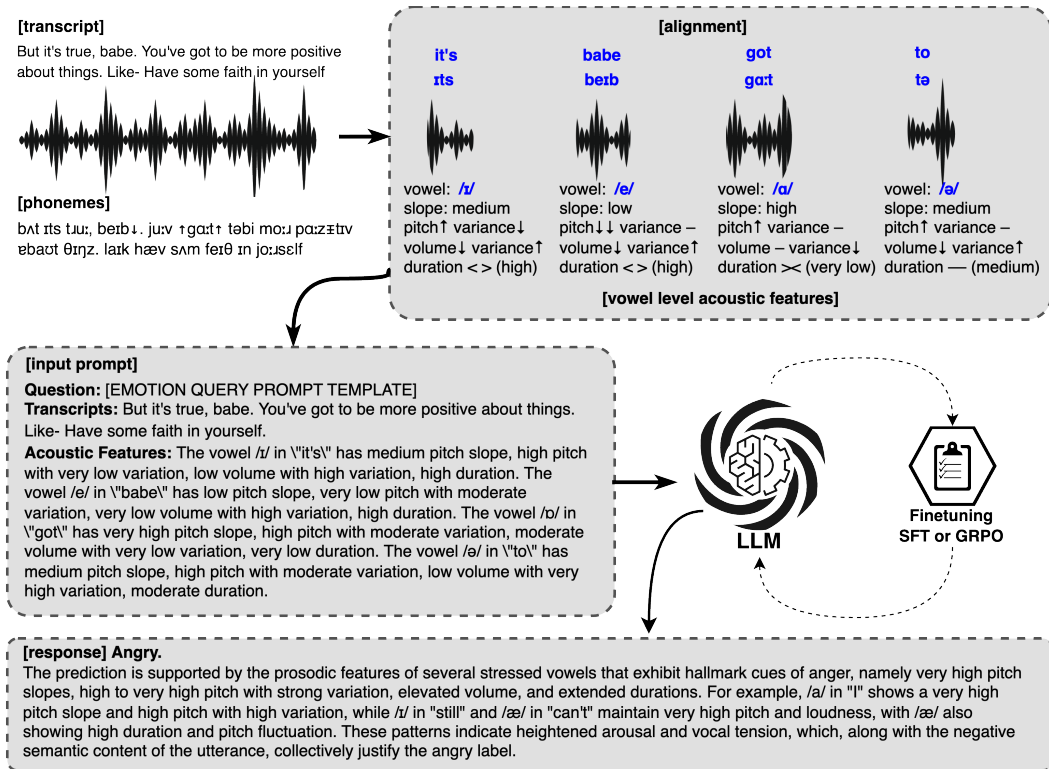 [transcript]
But it's true, babe. You've got to be more positive
about things. Like- Have some faith in yourself
[phonemes]
bʌt ɪts tɹuː, beɪb↓. juːv ↑ɡɑːt↑ təbi moːɹ pɑːzᵻtɪv
ɐbaʊt θɪŋz. laɪk hæv sʌm feɪθ ɪn joːɹsɛlf
[alignment]
it's babe got to
ɪts beɪb ɡɑːt tə
vowel: /ɪ/ vowel: /e/ vowel: /ɑ/ vowel: /ə/
slope: medium slope: low slope: high slope: medium
pitch↑ variance↓ pitch↓↓ variance – pitch↑ variance – pitch↑ variance –
volume↓ variance↑ volume↓ variance↑ volume – variance↓ volume↓ variance↑
duration < > (high) duration < > (high) duration >< (very low) duration — (medium)
[vowel level acoustic features]
[input prompt]
Question: [EMOTION QUERY PROMPT TEMPLATE]
Transcripts: But it's true, babe. You've got to be more positive about things.
Like- Have some faith in yourself.
Acoustic Features: The vowel /ɪ/ in \"it's\" has medium pitch slope, high pitch
with very low variation, low volume with high variation, high duration. The
vowel /e/ in \"babe\" has low pitch slope, very low pitch with moderate
variation, very low volume with high variation, high duration. The vowel /ɒ/ in
\"got\" has very high pitch slope, high pitch with moderate variation, moderate
volume with very low variation, very low duration. The vowel /ə/ in \"to\" has
medium pitch slope, high pitch with moderate variation, low volume with very
high variation, moderate duration.
LLM
Finetuning
SFT or GRPO
[response] Angry.
The prediction is supported by the prosodic features of several stressed vowels that exhibit hallmark cues of anger, namely very high pitch
slopes, high to very high pitch with strong variation, elevated volume, and extended durations. For example, /a/ in "I" shows a very high
pitch slope and high pitch with high variation, while /ɪ/ in "still" and /æ/ in "can't" maintain very high pitch and loudness, with /æ/ also
showing high duration and pitch fluctuation. These patterns indicate heightened arousal and vocal tension, which, along with the negative
semantic content of the utterance, collectively justify the angry label.